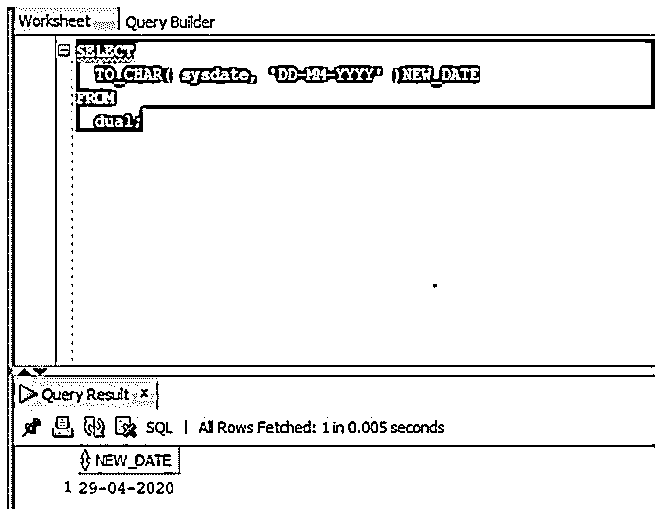 Worksheet Query Builder
SELECT
TO_CHAR( sysdate, 'DD-MM-YYYY' )NEW_DATE
FROM
dual;
Query Result x
SQL | All Rows Fetched: 1 in 0.005 seconds
NEW_DATE
1 29-04-2020